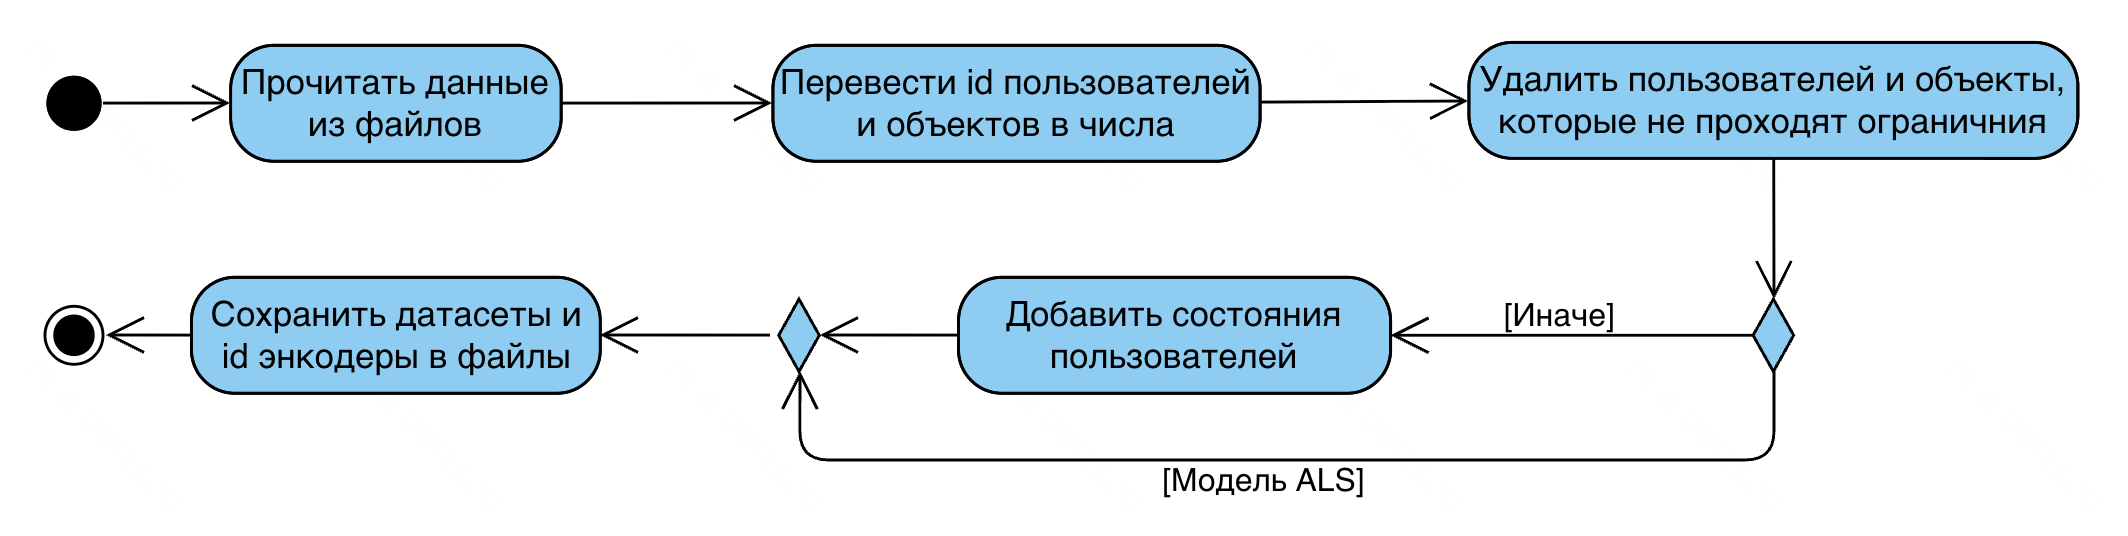 Прочитать данные
из файлов
Перевести id пользователей
и объектов в числа
Удалить пользователей и объекты,
которые не проходят ограничния
[Иначе]
Добавить состояния
пользователей
Сохранить датасеты и
id энкодеры в файлы
[Модель ALS]